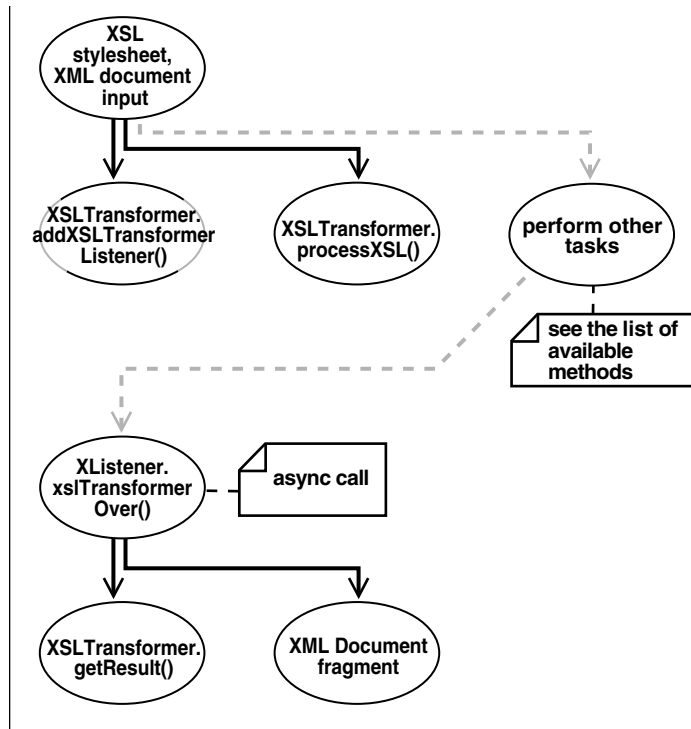 XSL
stylesheet,
XML document
input
XSLTransformer.
addXSLTransformer
Listener()
XSLTransformer.
processXSL()
perform other
tasks
see the list of
available
methods
XListener.
xslTransformer
Over()
async call
XSLTransformer.
getResult()
XML Document
fragment